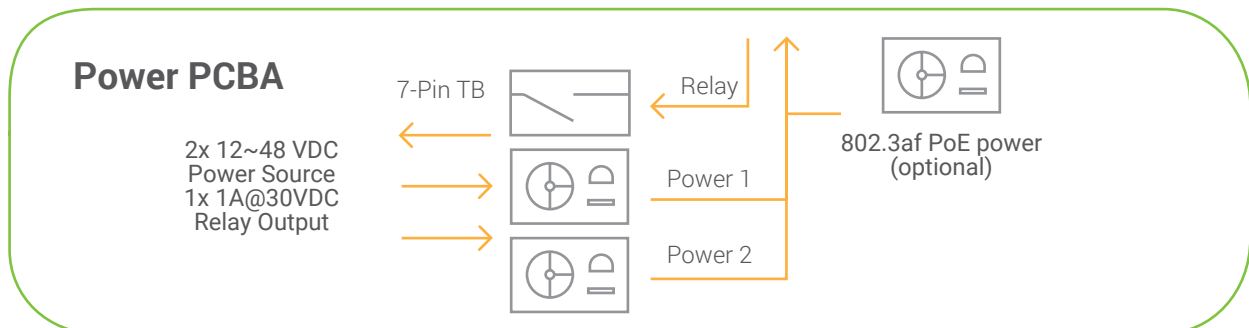 Power PCBA
7-Pin TB
Relay
2x 12~48 VDC
Power Source
1x 1A@30VDC
Relay Output
Power 1
Power 2
802.3af PoE power
(optional)